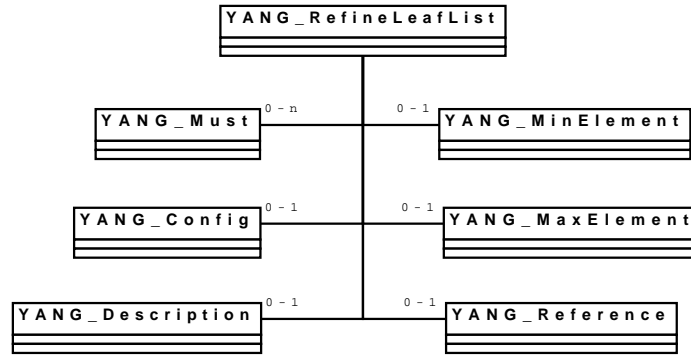 YANG_RefineLeafList
0-n
0-1
YANG_Must
YANG_MinElement
0-1
0-1
YANG_Config
YANG_MaxElement
0-1
0-1
YANG_Description
YANG_Reference